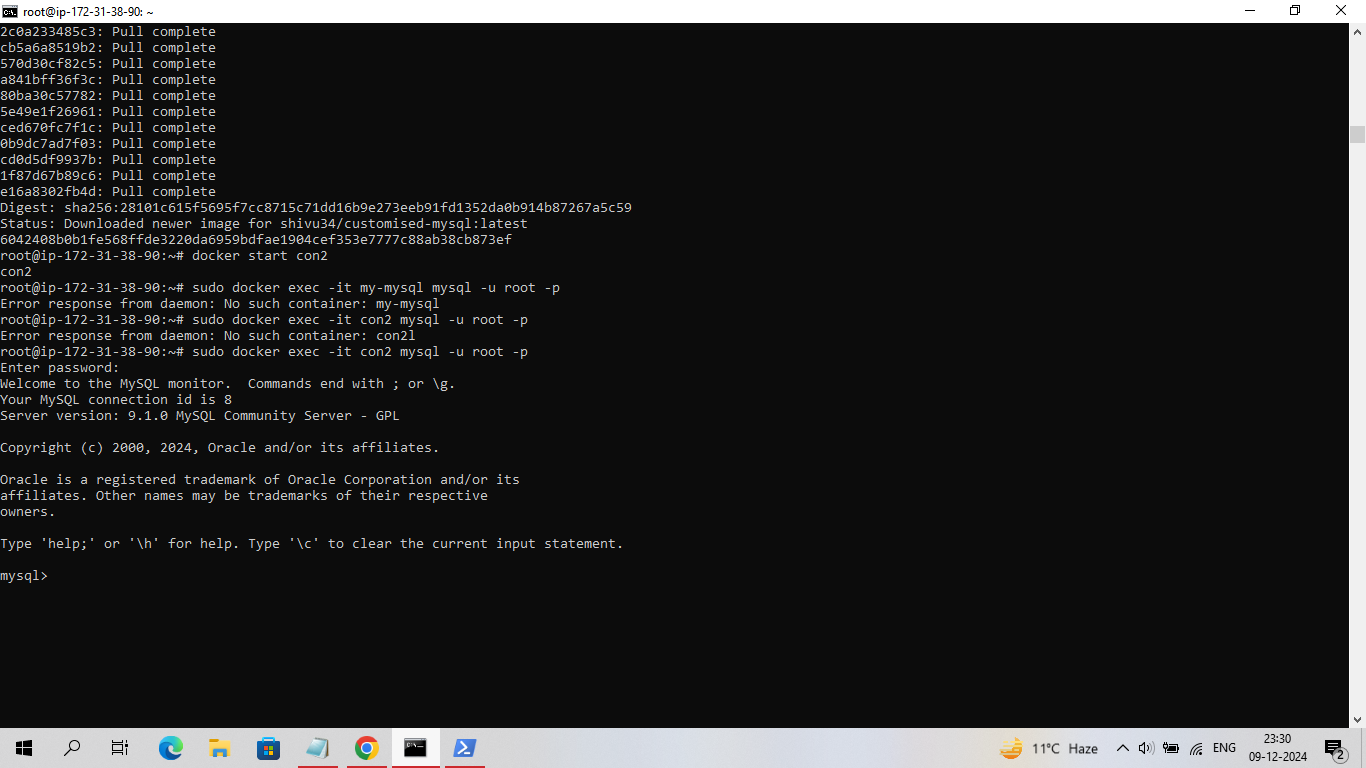 root@ip-172-31-38-90: ~
2c0a233485c3: Pull complete
cb5a6a8519b2: Pull complete
570d30cf82c5: Pull complete
a841bff36f3c: Pull complete
80ba30c57782: Pull complete
5e49e1f26961: Pull complete
ced670fc7f1c: Pull complete
0b9dc7ad7f03: Pull complete
cd0d5df9937b: Pull complete
1f87d67b89c6: Pull complete
e16a8302fb4d: Pull complete
Digest: sha256:28101c615f5695f7cc8715c71dd16b9e273eeb91fd1352da0b914b87267a5c59
Status: Downloaded newer image for shivu34/customised-mysql:latest
6042408b0b1fe568ffde3220da6959bdfae1904cef353e7777c88ab38cb873ef
root@ip-172-31-38-90:~# docker start con2
con2
root@ip-172-31-38-90:~# sudo docker exec -it my-mysql mysql -u root -p
Error response from daemon: No such container: my-mysql
root@ip-172-31-38-90:~# sudo docker exec -it con2 mysql -u root -p
Error response from daemon: No such container: con2l
root@ip-172-31-38-90:~# sudo docker exec -it con2 mysql -u root -p
Enter password:
Welcome to the MySQL monitor.  Commands end with ; or \g.
Your MySQL connection id is 8
Server version: 9.1.0 MySQL Community Server - GPL
Copyright (c) 2000, 2024, Oracle and/or its affiliates.
Oracle is a registered trademark of Oracle Corporation and/or its
affiliates. Other names may be trademarks of their respective
owners.
Type 'help;' or '\h' for help. Type '\c' to clear the current input statement.
mysql>
11°C Haze
ENG
23:30
09-12-2024
2